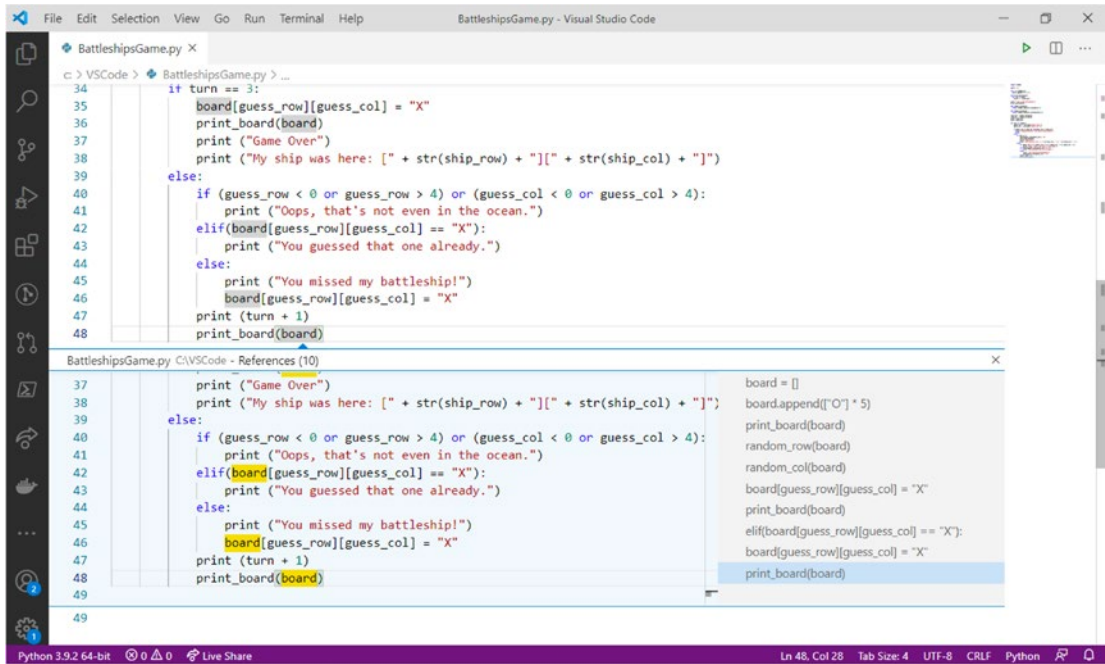 File Edit Selection View Go Run Terminal Help BattleshipsGame.py - Visual Studio Code
BattleshipsGame.py
c: > VSCode > BattleshipsGame.py > ...
34 if turn == 3:
35 board[guess_row][guess_col] = "X"
36 print_board(board)
37 print ("Game Over")
38 print ("My ship was here: [" + str(ship_row) + "][" + str(ship_col) + "]")
39 else:
40 if (guess_row < 0 or guess_row > 4) or (guess_col < 0 or guess_col > 4):
41 print ("Oops, that's not even in the ocean.")
42 elif(board[guess_row][guess_col] == "X"):
43 print ("You guessed that one already.")
44 else:
45 print ("You missed my battleship!")
46 board[guess_row][guess_col] = "X"
47 print (turn + 1)
48 print_board(board)
BattleshipsGame.py C:\VSCode - References (10)
37 print ("Game Over")
38 print ("My ship was here: [" + str(ship_row) + "][" + str(ship_col) + "]")
39 else:
40 if (guess_row < 0 or guess_row > 4) or (guess_col < 0 or guess_col > 4):
41 print ("Oops, that's not even in the ocean.")
42 elif(board[guess_row][guess_col] == "X"):
43 print ("You guessed that one already.")
44 else:
45 print ("You missed my battleship!")
46 board[guess_row][guess_col] = "X"
47 print (turn + 1)
48 print_board(board)
49
board = []
board.append(["O"] * 5)
print_board(board)
random_row(board)
random_col(board)
board[guess_row][guess_col] = "X"
print_board(board)
elif(board[guess_row][guess_col] == "X"):
board[guess_row][guess_col] = "X"
print_board(board)
49
2
1
Python 3.9.2 64-bit 0 0 Live Share Ln 48, Col 28 Tab Size: 4 UTF-8 CRLF Python